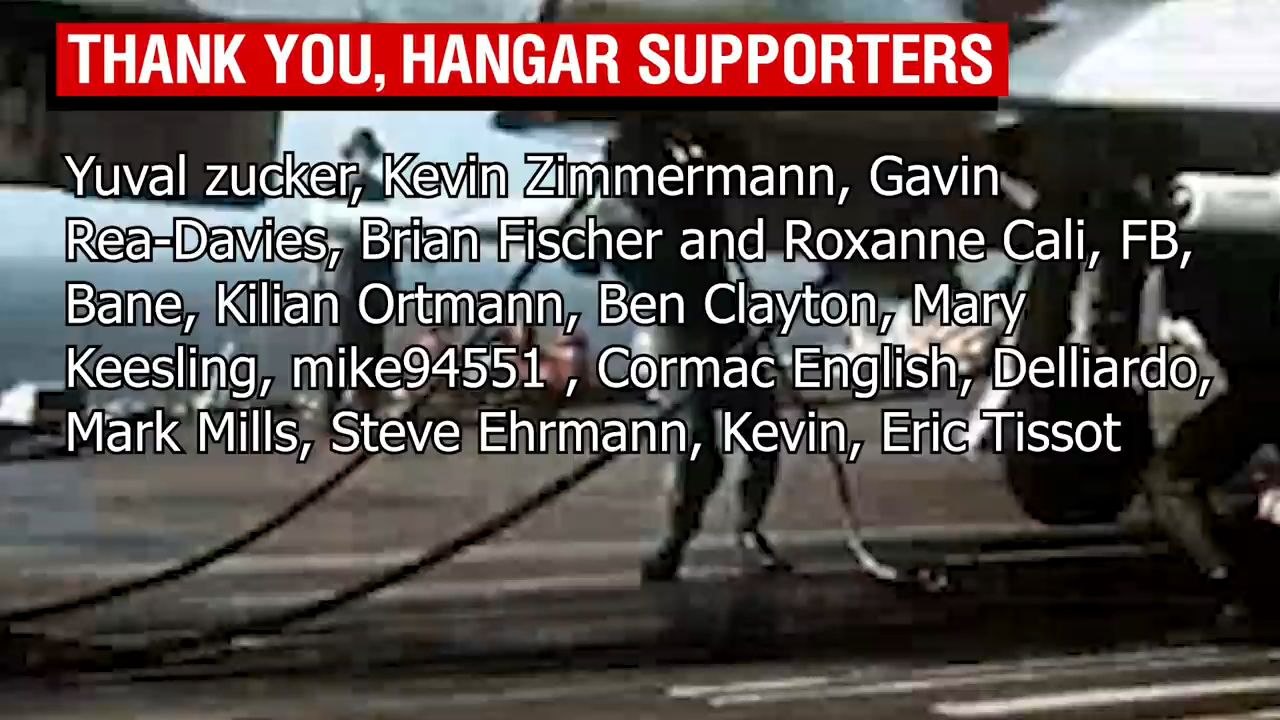 THANK YOU, HANGAR SUPPORTERS
Yuval zucker, Kevin Zimmermann, Gavin
Rea-Davies, Brian Fischer and Roxanne Cali, FB,
Bane, Kilian Ortmann, Ben Clayton, Mary
Keesling, mike94551 , Cormac English, Delliardo,
Mark Mills, Steve Ehrmann, Kevin, Eric Tissot